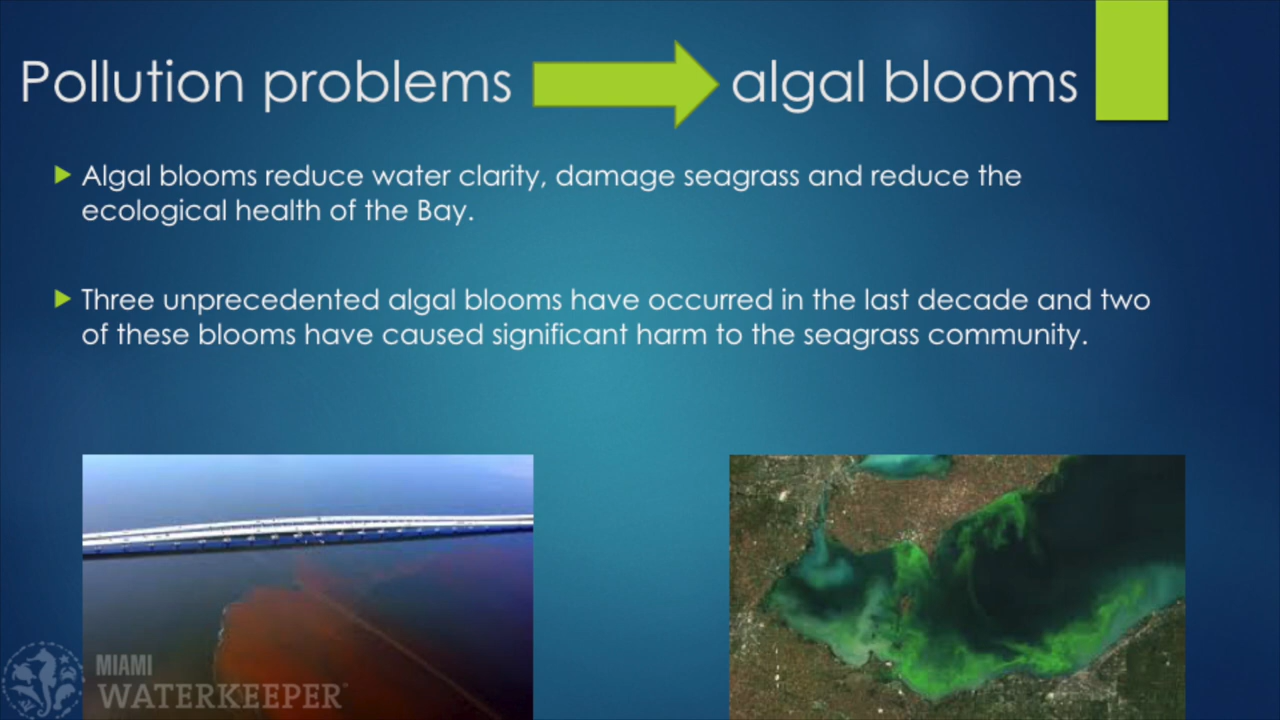 Pollution problems algal blooms
Algal blooms reduce water clarity, damage seagrass and reduce the
ecological health of the Bay.
Three unprecedented algal blooms have occurred in the last decade and two
of these blooms have caused significant harm to the seagrass community.
MIAMI
WATERKEEPER